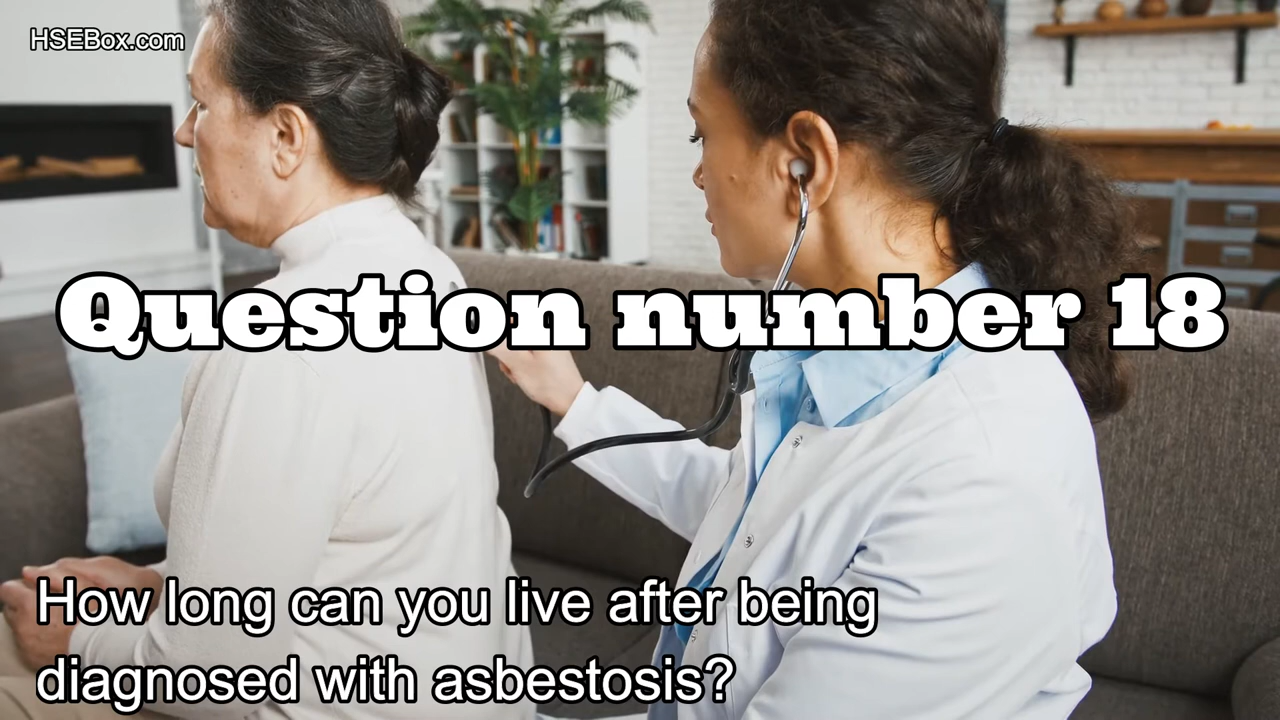 HSEBox.com
Question number 18
How long can you live after being
diagnosed with asbestosis?